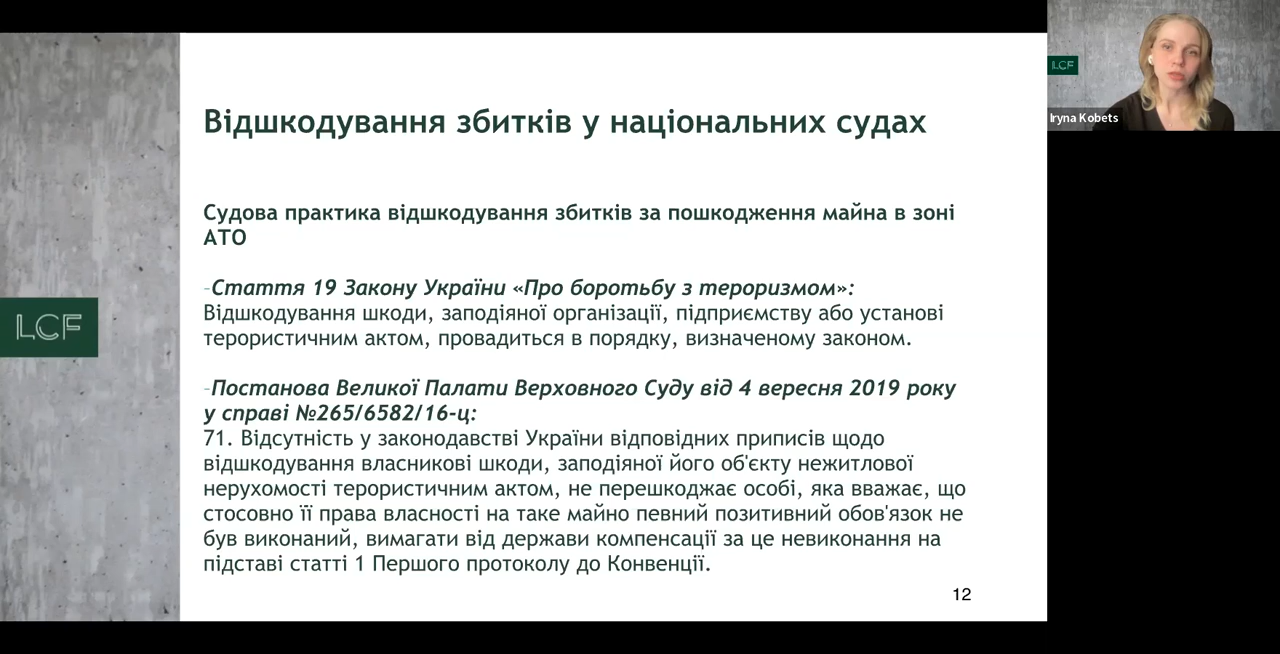 LCF
Iryna Kobets
Відшкодування збитків у національних судах
Судова практика відшкодування збитків за пошкодження майна в зоні
АТО
–Стаття 19 Закону України «Про боротьбу з тероризмом»:
Відшкодування шкоди, заподіяної організації, підприємству або установі
терористичним актом, провадиться в порядку, визначеному законом.
–Постанова Великої Палати Верховного Суду від 4 вересня 2019 року
у справі №265/6582/16-ц:
71. Відсутність у законодавстві України відповідних приписів щодо
відшкодування власникові шкоди, заподіяної його об'єкту нежитлової
нерухомості терористичним актом, не перешкоджає особі, яка вважає, що
стосовно її права власності на таке майно певний позитивний обов'язок не
був виконаний, вимагати від держави компенсації за це невиконання на
підставі статті 1 Першого протоколу до Конвенції.
LCF
12